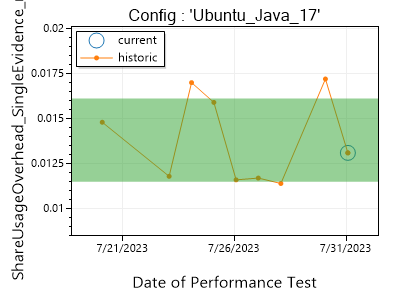 Config : 'Ubuntu_Java_17'
ShareUsageOverhead_SingleEvidence_
0.02
0.0175
0.015
0.0125
0.01
current
historic
7/21/2023
7/26/2023
7/31/2023
Date of Performance Test